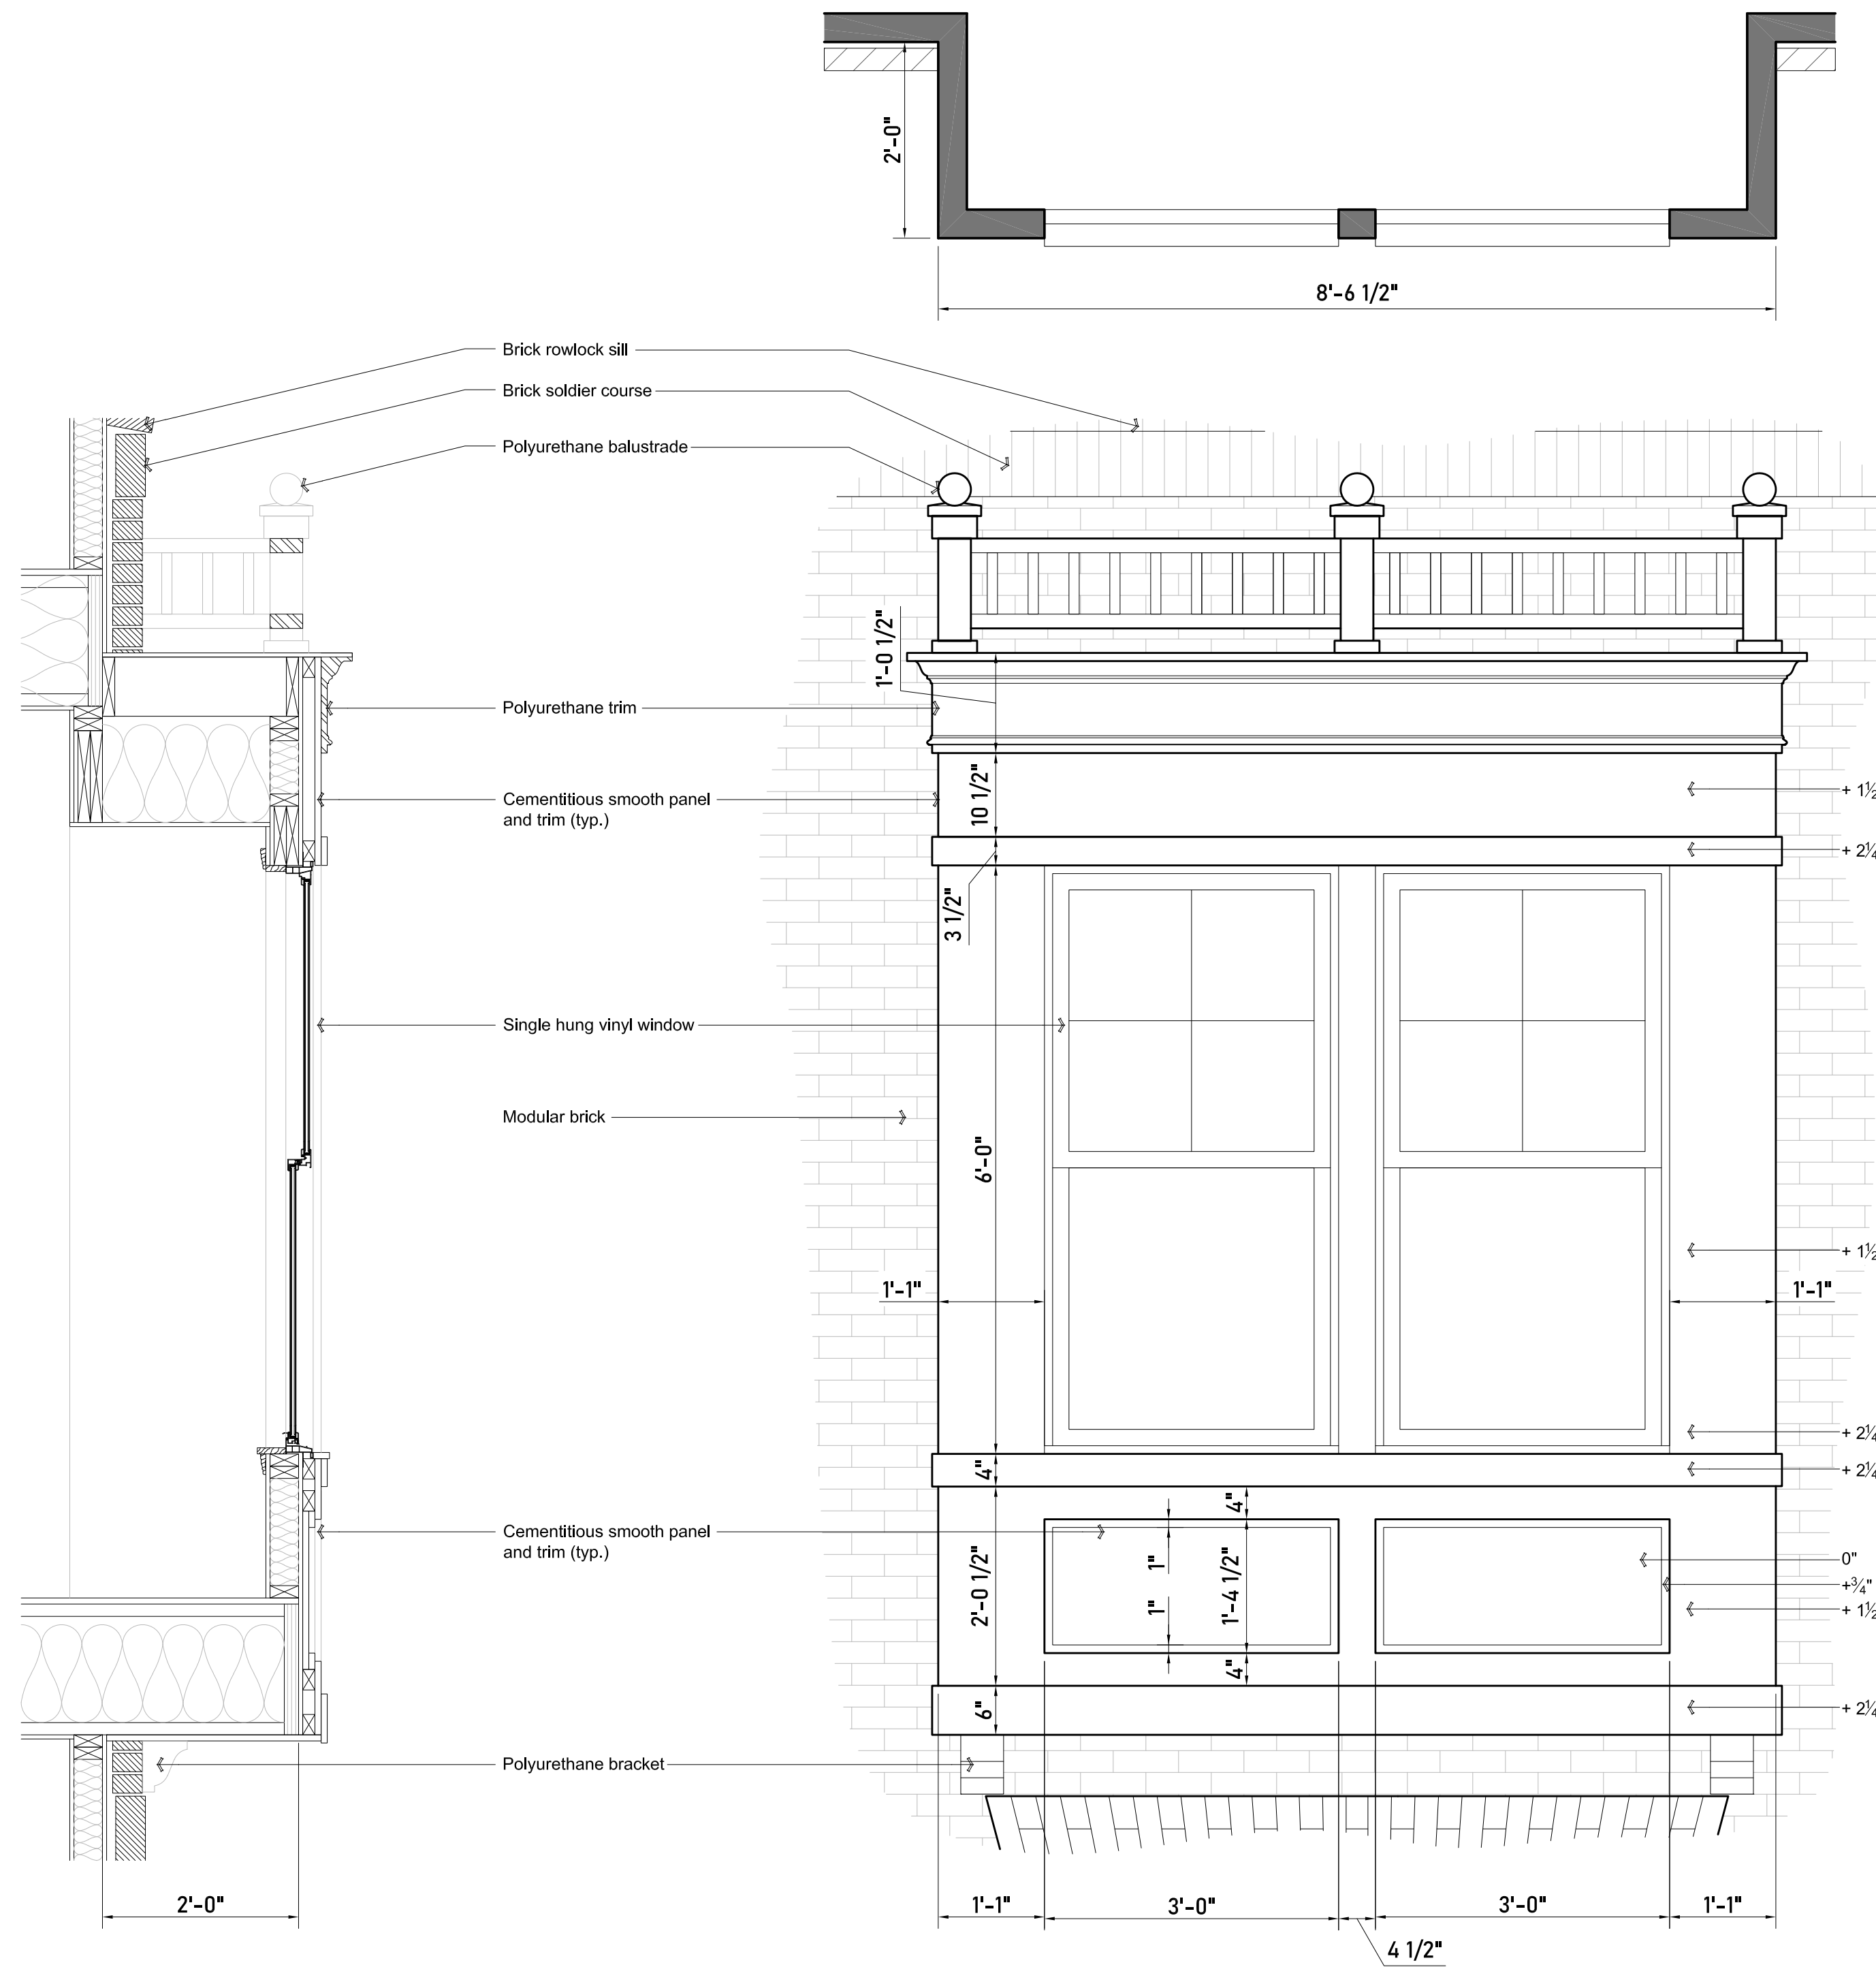 2'-0"
8'-6 1/2"
Brick rowlock sill
Brick soldier course
Polyurethane balustrade
1'-0 1/2"
Polyurethane trim
Cementitious smooth panel
and trim (typ.)
10 1/2"
+ 1½
+ 2¼
3 1/2"
Single hung vinyl window
Modular brick
6'-0"
+ 1½
1'-1"
1'-1"
+ 2¼
4"
+ 2¼
4"
Cementitious smooth panel
and trim (typ.)
2'-0 1/2"
1"
1"
1'-4 1/2"
0"
+¾"
+ 1½
4"
6"
+ 2¼
Polyurethane bracket
2'-0"
1'-1"
3'-0"
3'-0"
1'-1"
4 1/2"